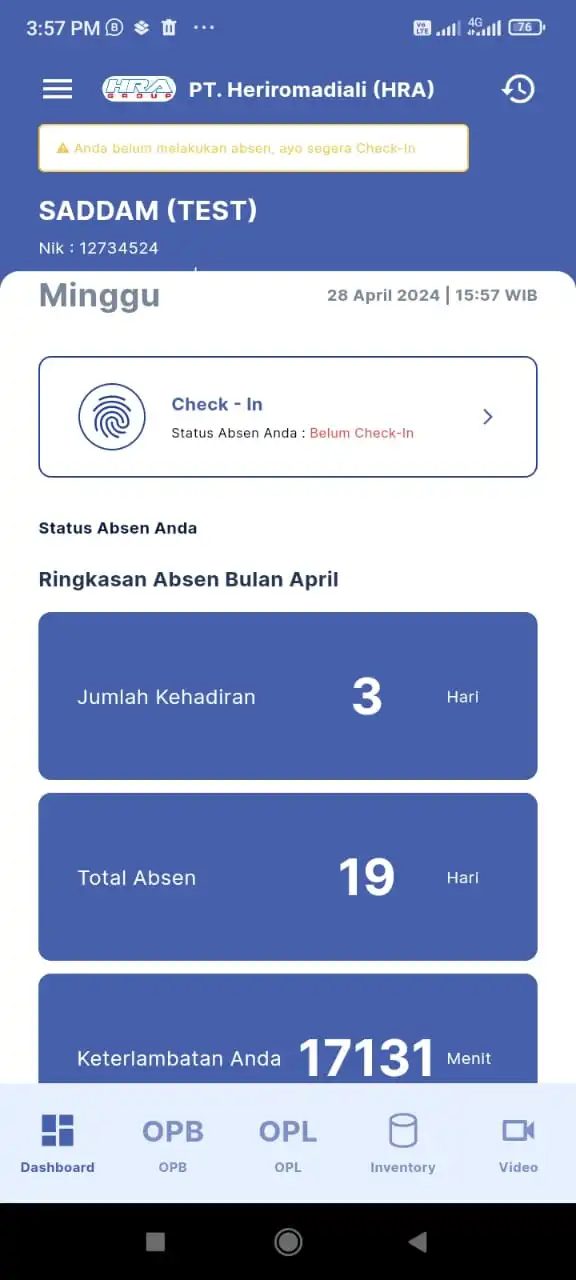 3:57 PM
4G
76
HRA
GROUP
PT. Heriromadiali (HRA)
Anda belum melakukan absen, ayo segera Check-In
SADDAM (TEST)
Nik : 12734524
Minggu
28 April 2024 | 15:57 WIB
Check - In
Status Absen Anda : Belum Check-In
Status Absen Anda
Ringkasan Absen Bulan April
Jumlah Kehadiran 3 Hari
Total Absen 19 Hari
Keterlambatan Anda 17131 Menit
OPB OPL
Dashboard OPB OPL Inventory Video